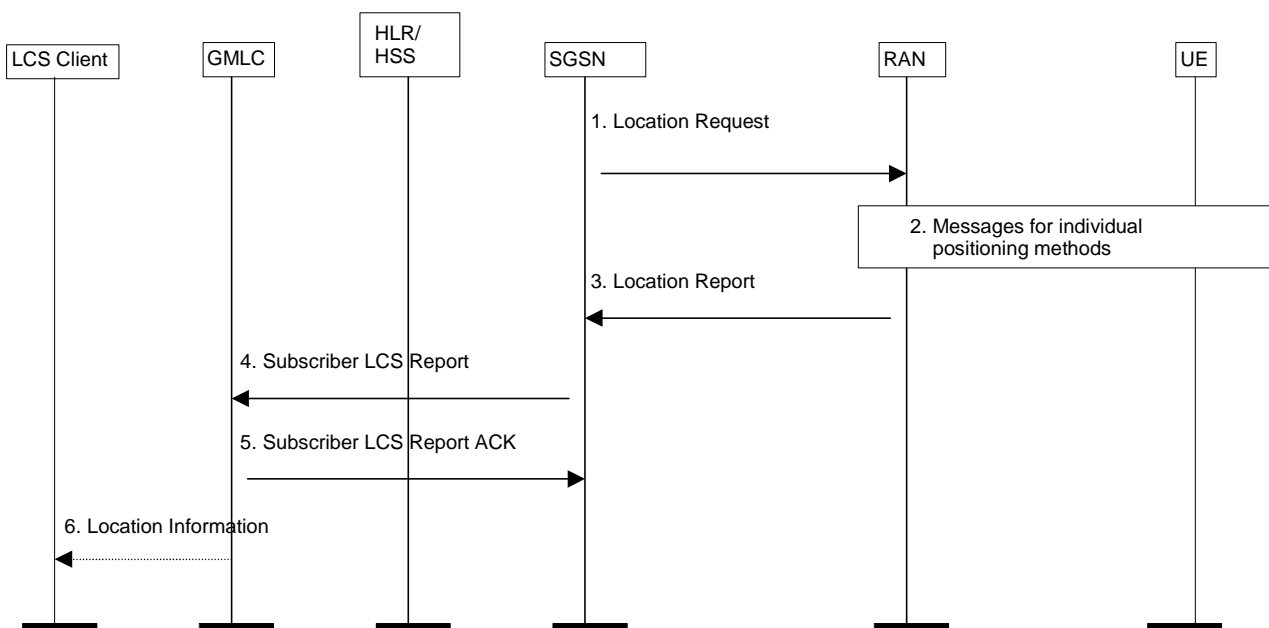 HLR/
HSS
LCS Client
GMLC
SGSN
RAN
UE
1. Location Request
2. Messages for individual
positioning methods
3. Location Report
4. Subscriber LCS Report
5. Subscriber LCS Report ACK
6. Location Information